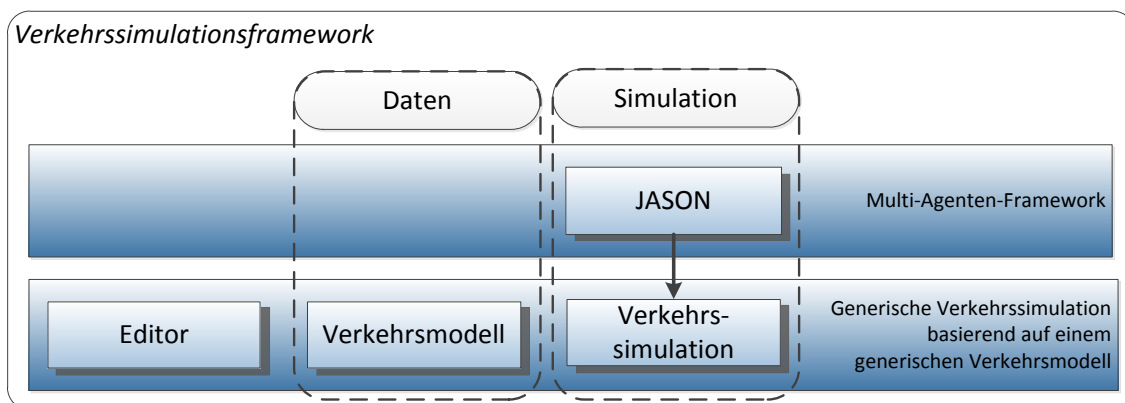 Verkehrssimulationsframework
Daten
Simulation
JASON
Multi-Agenten-Framework
Editor
Verkehrsmodell
Verkehrs-
simulation
Generische Verkehrssimulation
basierend auf einem
generischen Verkehrsmodell